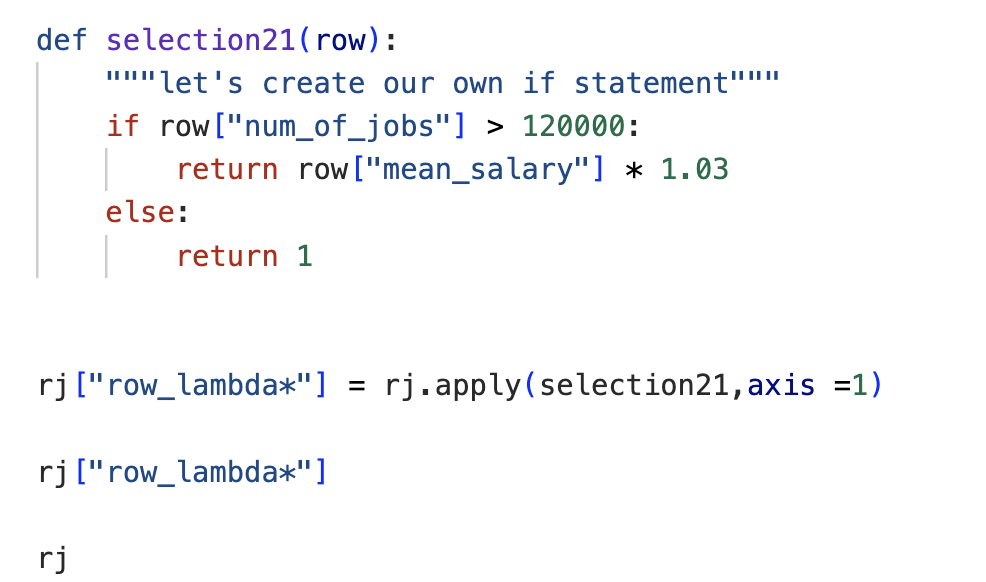 def selection21(row):
    """let's create our own if statement"""
    if row["num_of_jobs"] > 120000:
        return row["mean_salary"] * 1.03
    else:
        return 1
rj["row_lambda*"] = rj.apply(selection21,axis =1)
rj["row_lambda*"]
rj